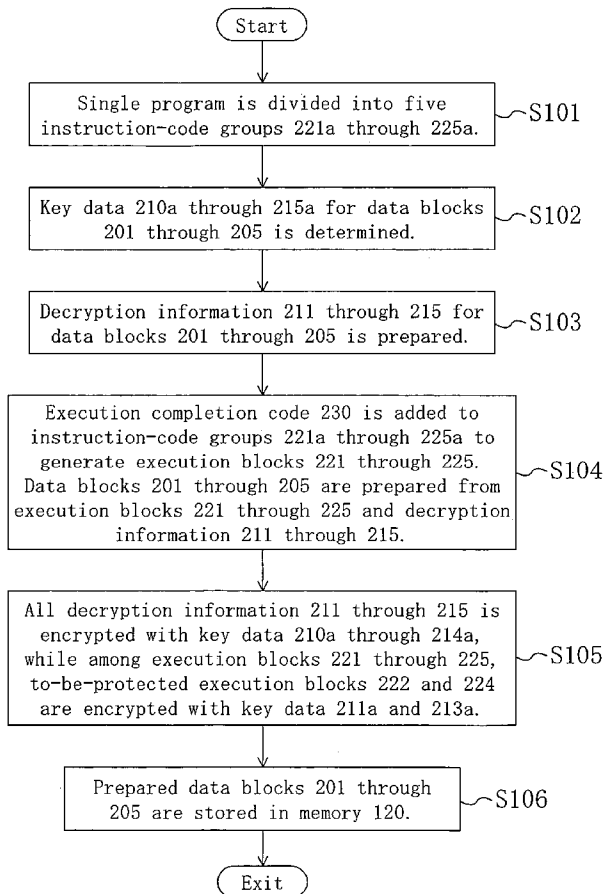 Start
Single program is divided into five
instruction-code groups 221a through 225a.
S101
Key data 210a through 215a for data blocks
201 through 205 is determined.
S102
Decryption information 211 through 215 for
data blocks 201 through 205 is prepared.
S103
Execution completion code 230 is added to
instruction-code groups 221a through 225a to
generate execution blocks 221 through 225.
Data blocks 201 through 205 are prepared from
execution blocks 221 through 225 and decryption
information 211 through 215.
S104
All decryption information 211 through 215 is
encrypted with key data 210a through 214a,
while among execution blocks 221 through 225,
to-be-protected execution blocks 222 and 224
are encrypted with key data 211a and 213a.
S105
Prepared data blocks 201 through
205 are stored in memory 120.
S106
Exit